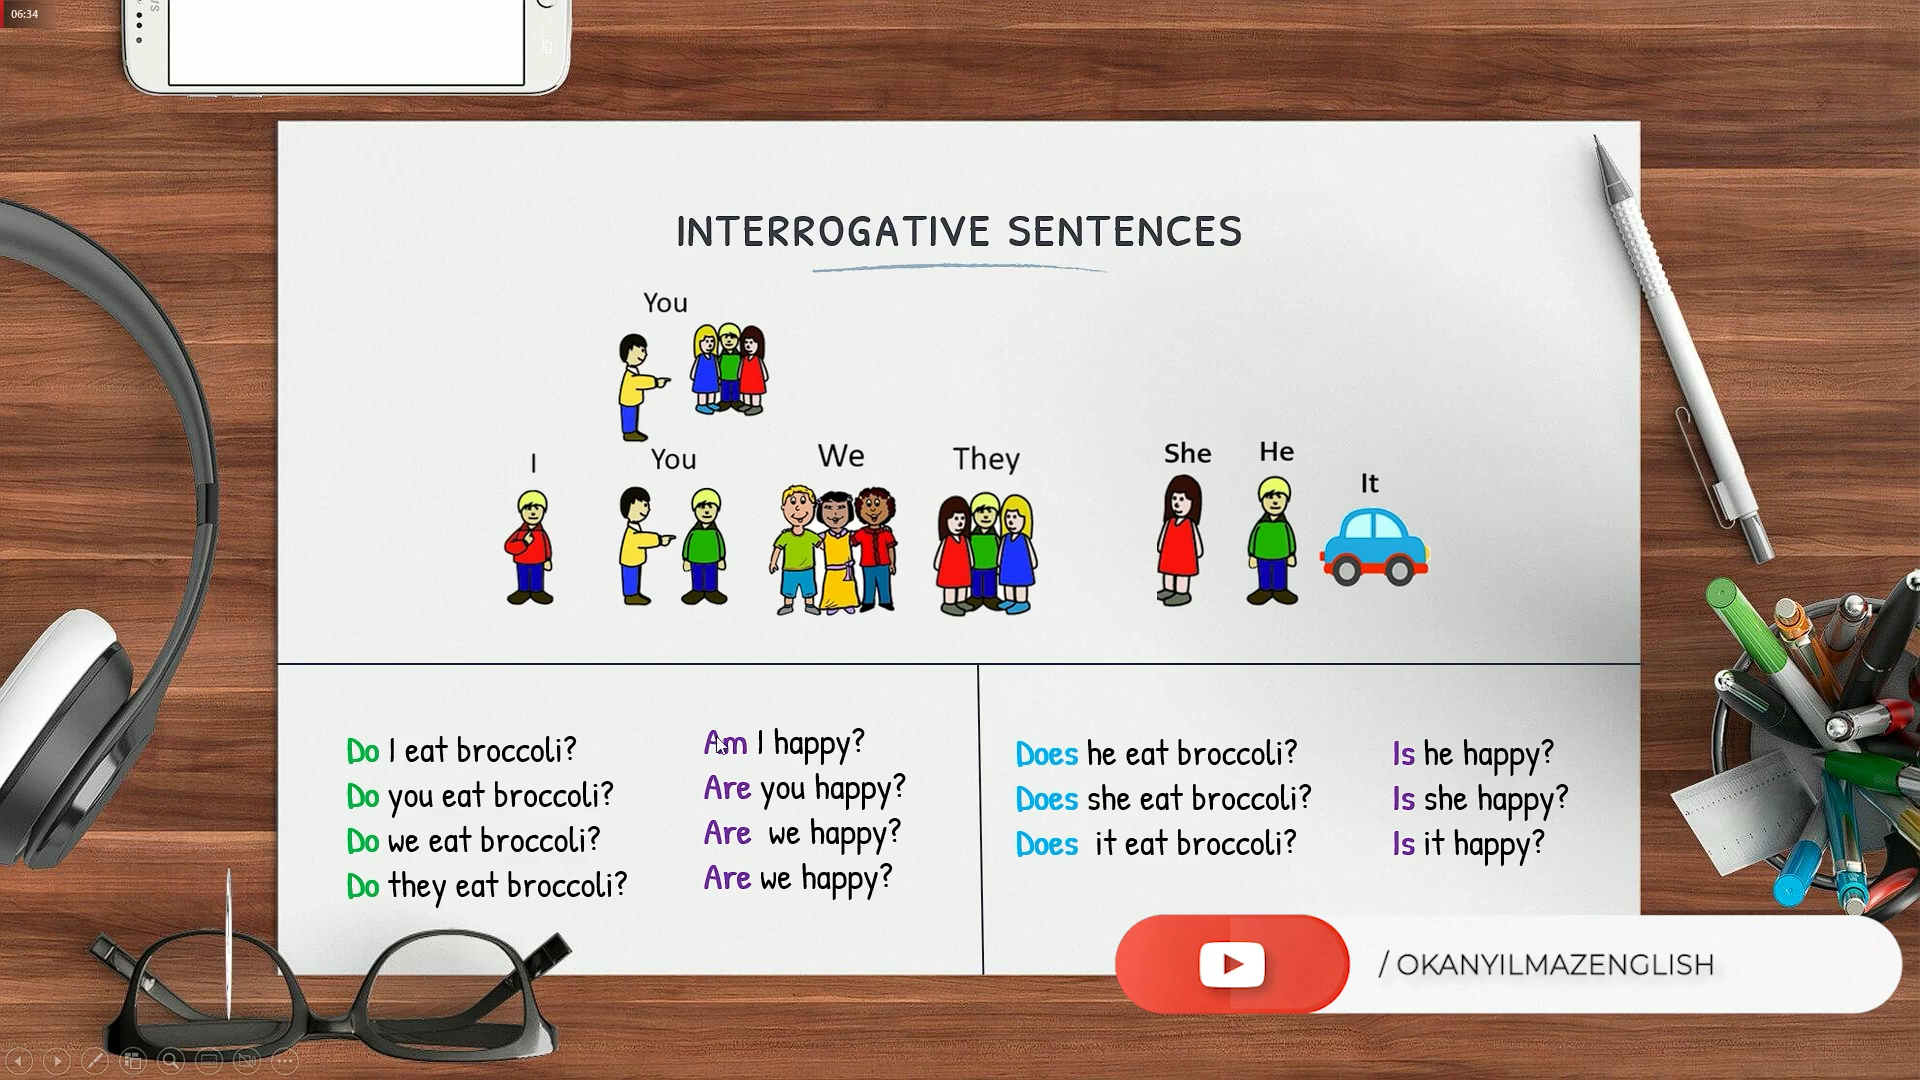 06:34
INTERROGATIVE SENTENCES
You
I
You
We
They
She
He
It
Do I eat broccoli?
Do you eat broccoli?
Do we eat broccoli?
Do they eat broccoli?
Am I happy?
Are you happy?
Are we happy?
Are we happy?
Does he eat broccoli?
Does she eat broccoli?
Does it eat broccoli?
Is he happy?
Is she happy?
Is it happy?
/ OKANYILMAZENGLISH